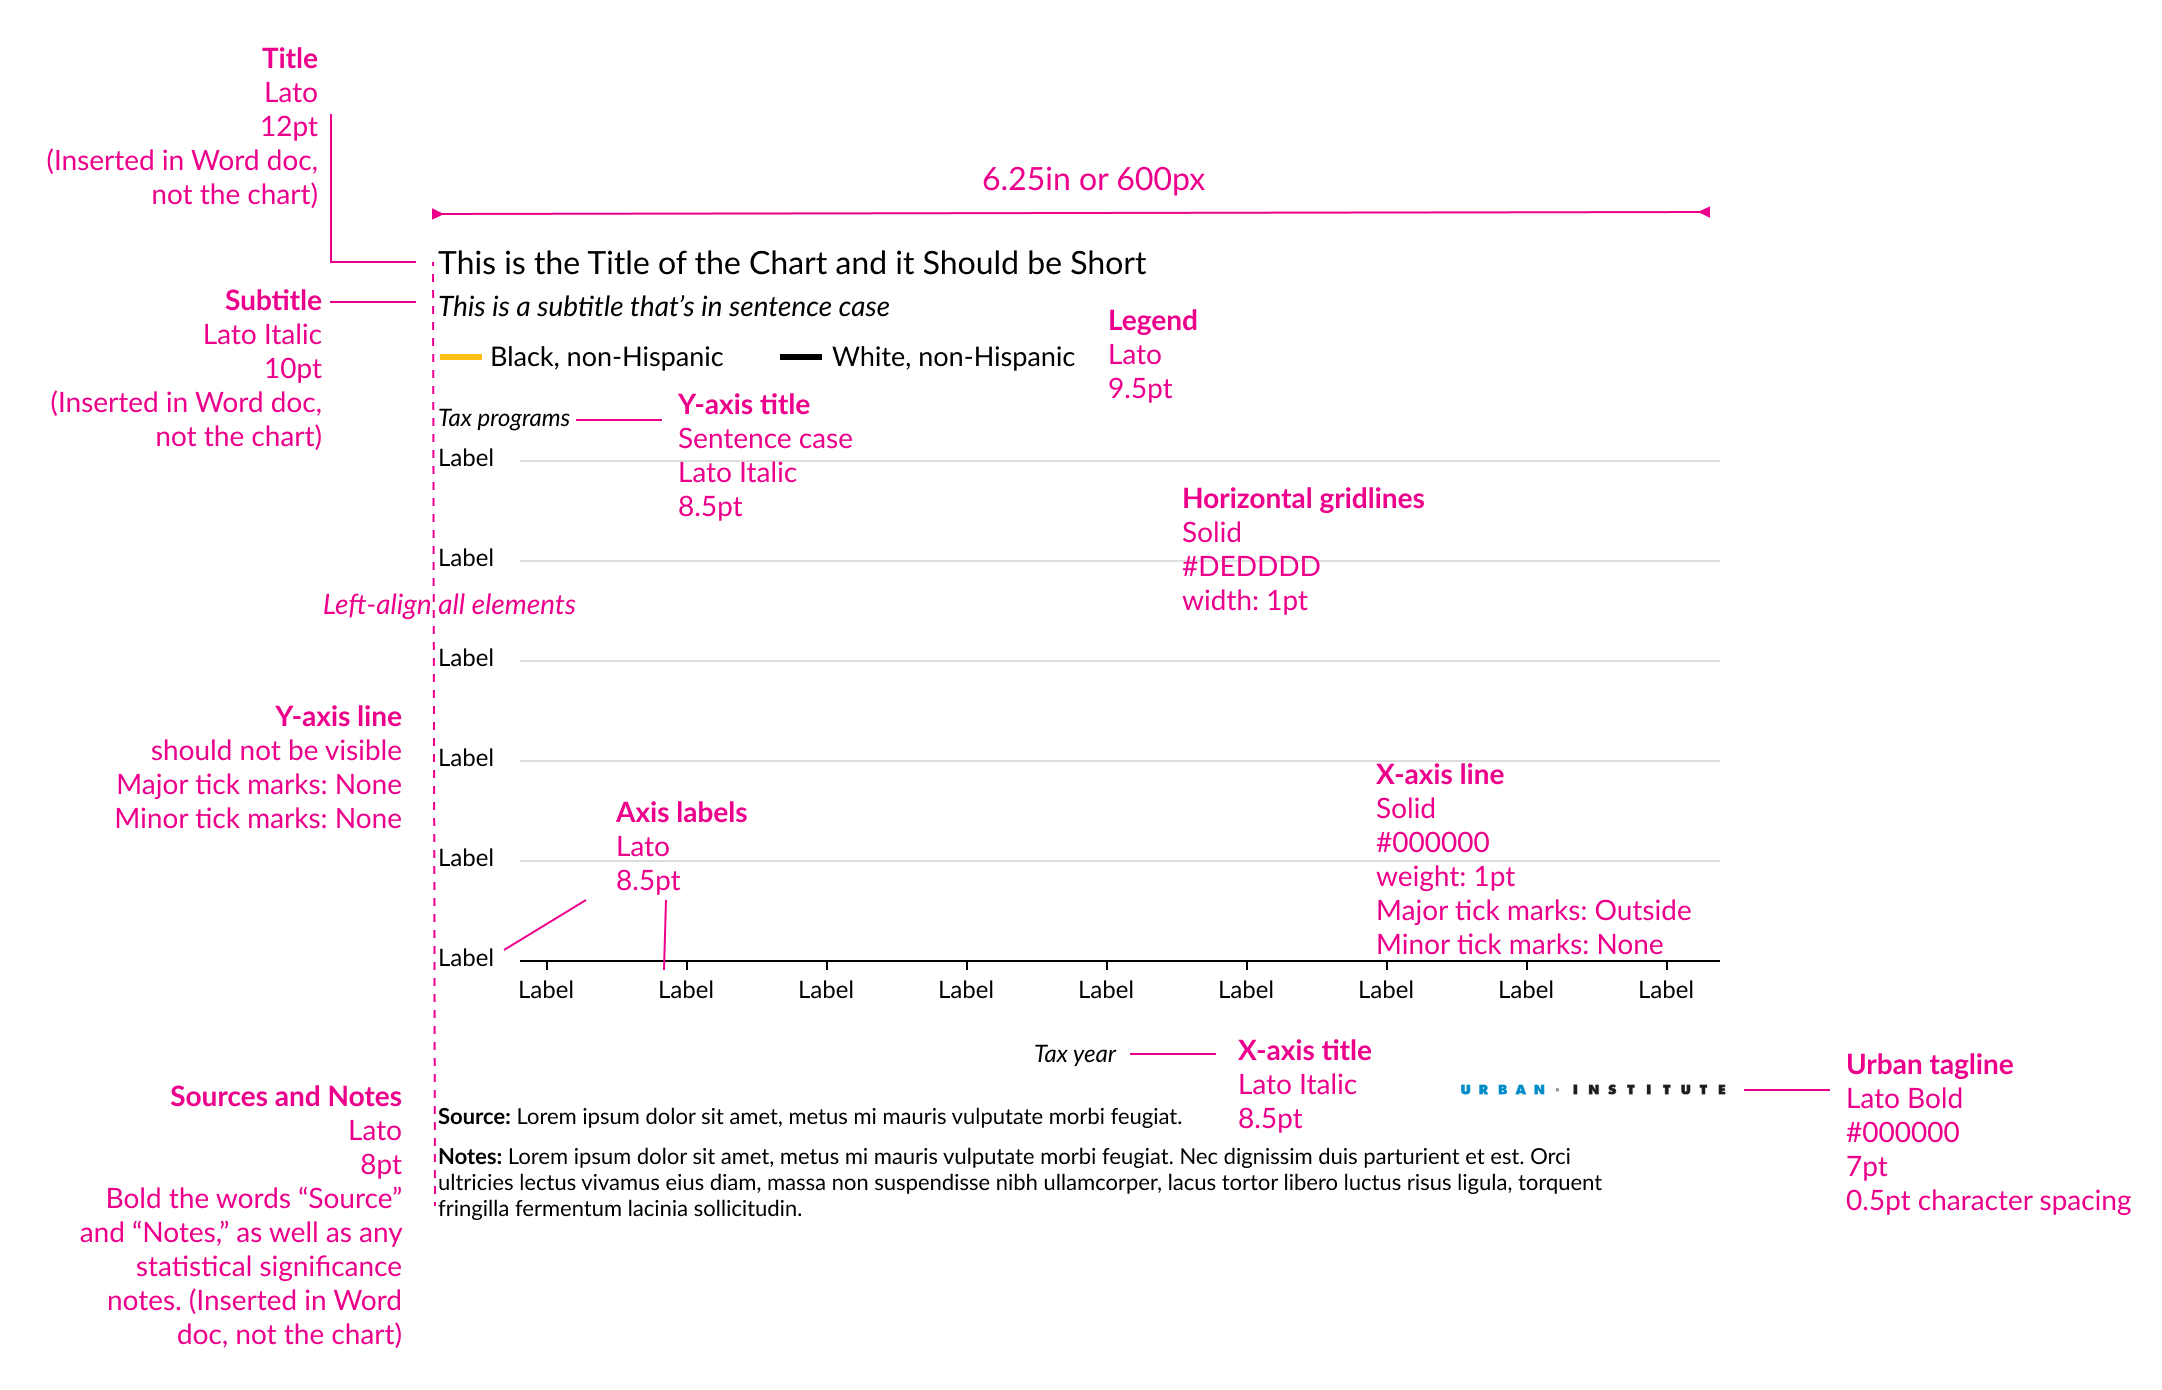 Title
Lato
12pt
(Inserted in Word doc,
not the chart)
6.25in or 600px
This is the Title of the Chart and it Should be Short
Subtitle
Lato Italic
10pt
(Inserted in Word doc,
not the chart)
This is a subtitle that’s in sentence case
Black, non-Hispanic
White, non-Hispanic
Legend
Lato
9.5pt
Tax programs
Y-axis title
Sentence case
Lato Italic
8.5pt
Label
Horizontal gridlines
Solid
#DEDDDD
width: 1pt
Label
Left-align all elements
Label
Y-axis line
should not be visible
Major tick marks: None
Minor tick marks: None
Label
X-axis line
Solid
#000000
weight: 1pt
Major tick marks: Outside
Minor tick marks: None
Axis labels
Lato
8.5pt
Label
Label
Label Label Label Label Label Label Label Label Label
Tax year
X-axis title
Lato Italic
8.5pt
URBAN · INSTITUTE
Urban tagline
Lato Bold
#000000
7pt
0.5pt character spacing
Sources and Notes
Lato
8pt
Bold the words “Source”
and “Notes,” as well as any
statistical significance
notes. (Inserted in Word
doc, not the chart)
Source: Lorem ipsum dolor sit amet, metus mi mauris vulputate morbi feugiat.
Notes: Lorem ipsum dolor sit amet, metus mi mauris vulputate morbi feugiat. Nec dignissim duis parturient et est. Orci
ultricies lectus vivamus eius diam, massa non suspendisse nibh ullamcorper, lacus tortor libero luctus risus ligula, torquent
fringilla fermentum lacinia sollicitudin.